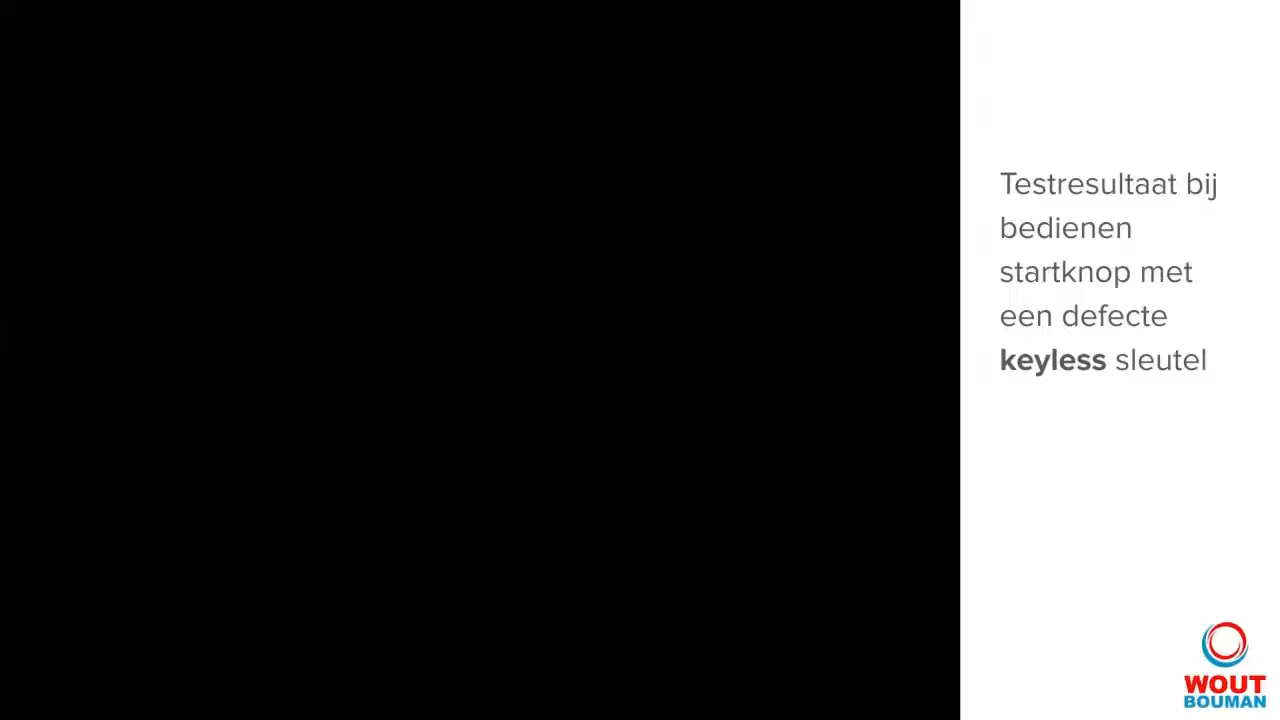 Testresultaat bij
bedienen
startknop met
een defecte
keyless sleutel
WOUT
BOUMAN